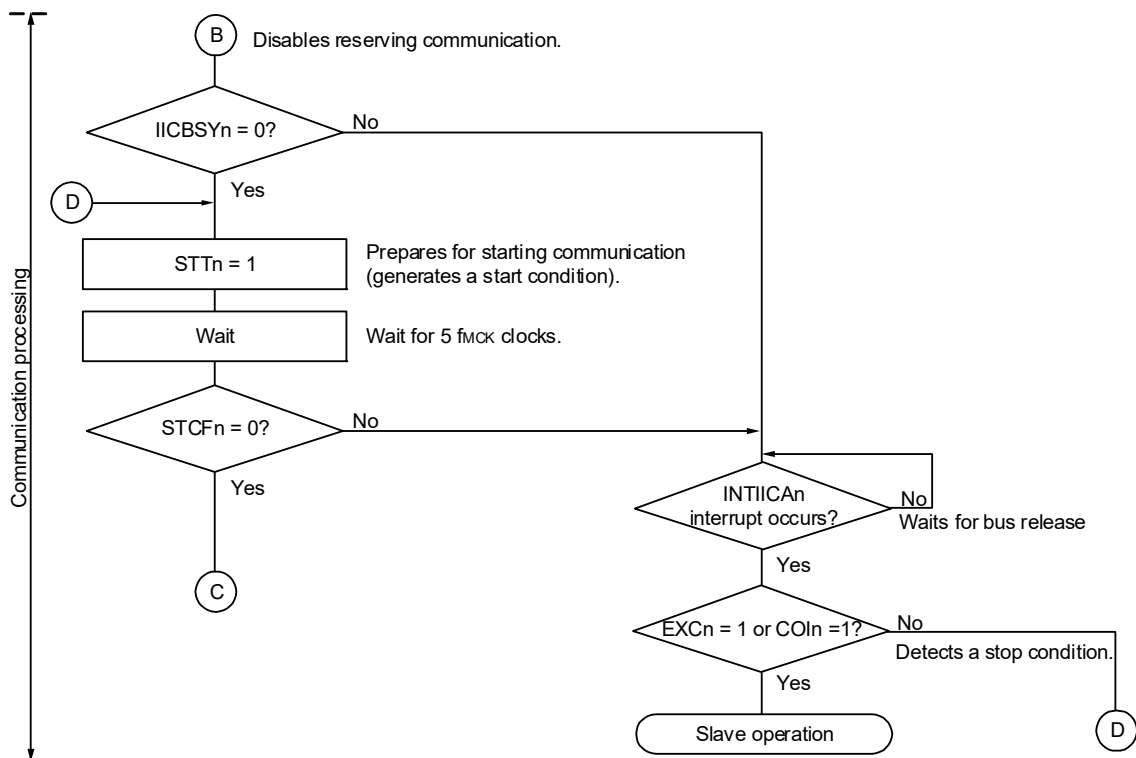 B
Disables reserving communication.
IICBSYn = 0?
No
Yes
D
STTn = 1
Prepares for starting communication
(generates a start condition).
Wait
Wait for 5 fMCK clocks.
STCFn = 0?
No
Yes
C
INTIICAn
interrupt occurs?
No
Waits for bus release
Yes
EXCn = 1 or COIn =1?
No
Detects a stop condition.
Yes
Slave operation
D
Communication processing